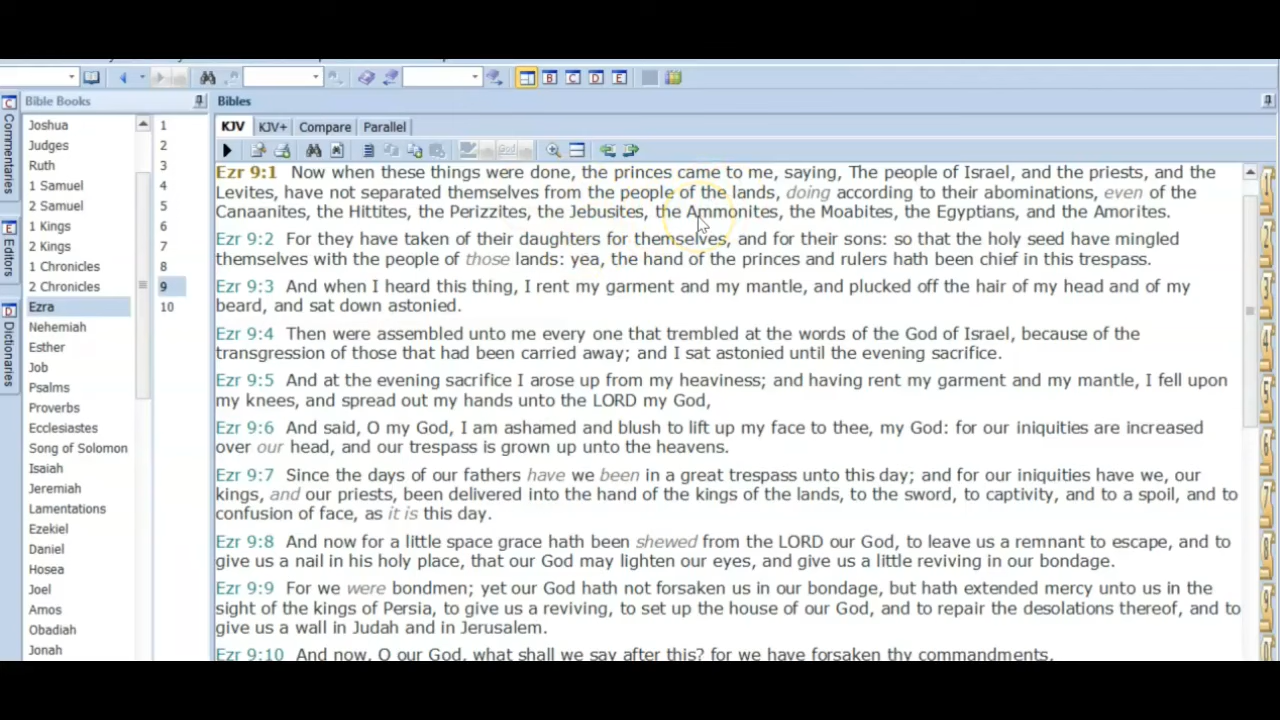 Bible Books
Bibles
Commentaries
Editors
Dictionaries
Joshua
Judges
Ruth
1 Samuel
2 Samuel
1 Kings
2 Kings
1 Chronicles
2 Chronicles
Ezra
Nehemiah
Esther
Job
Psalms
Proverbs
Ecclesiastes
Song of Solomon
Isaiah
Jeremiah
Lamentations
Ezekiel
Daniel
Hosea
Joel
Amos
Obadiah
Jonah
1
2
3
4
5
6
7
8
9
10
KJV KJV+ Compare Parallel
Ezr 9:1 Now when these things were done, the princes came to me, saying, The people of Israel, and the priests, and the
Levites, have not separated themselves from the people of the lands, doing according to their abominations, even of the
Canaanites, the Hittites, the Perizzites, the Jebusites, the Ammonites, the Moabites, the Egyptians, and the Amorites.
Ezr 9:2 For they have taken of their daughters for themselves, and for their sons: so that the holy seed have mingled
themselves with the people of those lands: yea, the hand of the princes and rulers hath been chief in this trespass.
Ezr 9:3 And when I heard this thing, I rent my garment and my mantle, and plucked off the hair of my head and of my
beard, and sat down astonied.
Ezr 9:4 Then were assembled unto me every one that trembled at the words of the God of Israel, because of the
transgression of those that had been carried away; and I sat astonied until the evening sacrifice.
Ezr 9:5 And at the evening sacrifice I arose up from my heaviness; and having rent my garment and my mantle, I fell upon
my knees, and spread out my hands unto the LORD my God,
Ezr 9:6 And said, O my God, I am ashamed and blush to lift up my face to thee, my God: for our iniquities are increased
over our head, and our trespass is grown up unto the heavens.
Ezr 9:7 Since the days of our fathers have we been in a great trespass unto this day; and for our iniquities have we, our
kings, and our priests, been delivered into the hand of the kings of the lands, to the sword, to captivity, and to a spoil, and to
confusion of face, as it is this day.
Ezr 9:8 And now for a little space grace hath been shewed from the LORD our God, to leave us a remnant to escape, and to
give us a nail in his holy place, that our God may lighten our eyes, and give us a little reviving in our bondage.
Ezr 9:9 For we were bondmen; yet our God hath not forsaken us in our bondage, but hath extended mercy unto us in the
sight of the kings of Persia, to give us a reviving, to set up the house of our God, and to repair the desolations thereof, and to
give us a wall in Judah and in Jerusalem.
Ezr 9:10 And now, O our God, what shall we say after this? for we have forsaken thy commandments,